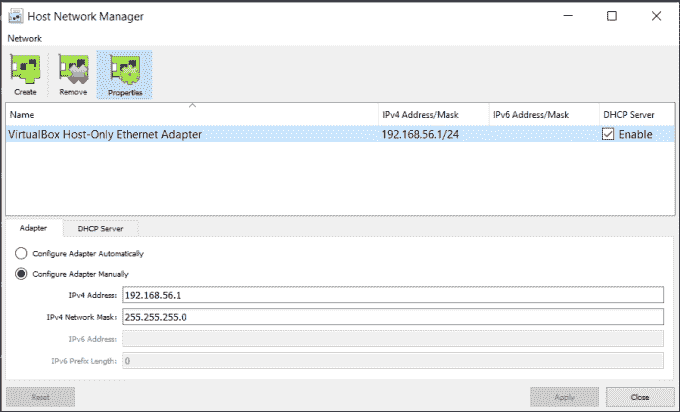 Host Network Manager
Network
Create Remove Properties
Name IPv4 Address/Mask IPv6 Address/Mask DHCP Server
VirtualBox Host-Only Ethernet Adapter 192.168.56.1/24 Enable
Adapter DHCP Server
Configure Adapter Automatically
Configure Adapter Manually
IPv4 Address: 192.168.56.1
IPv4 Network Mask: 255.255.255.0
IPv6 Address:
IPv6 Prefix Length: 0
Reset Apply Close